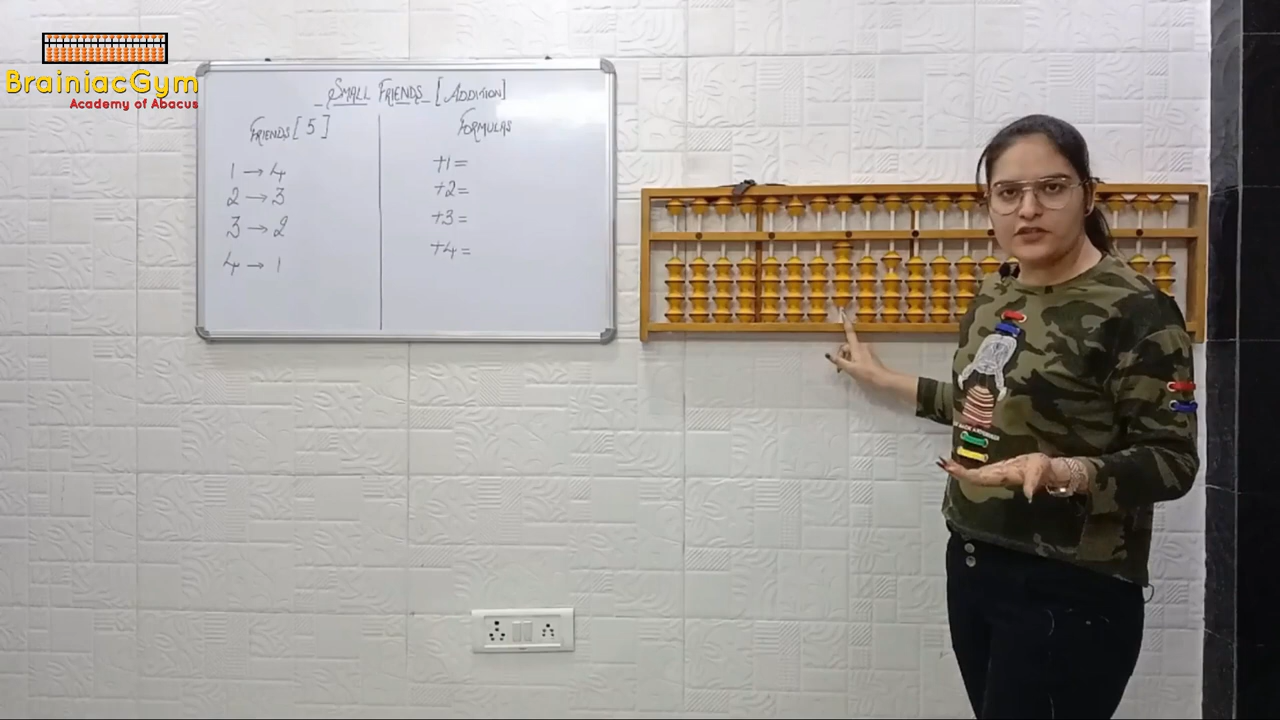 BrainiacGym
Academy of Abacus
SMALL FRIENDS [ADDITION]
FRIENDS [5]
1 → 4
2 → 3
3 → 2
4 → 1
FORMULAS
+1=
+2=
+3=
+4=